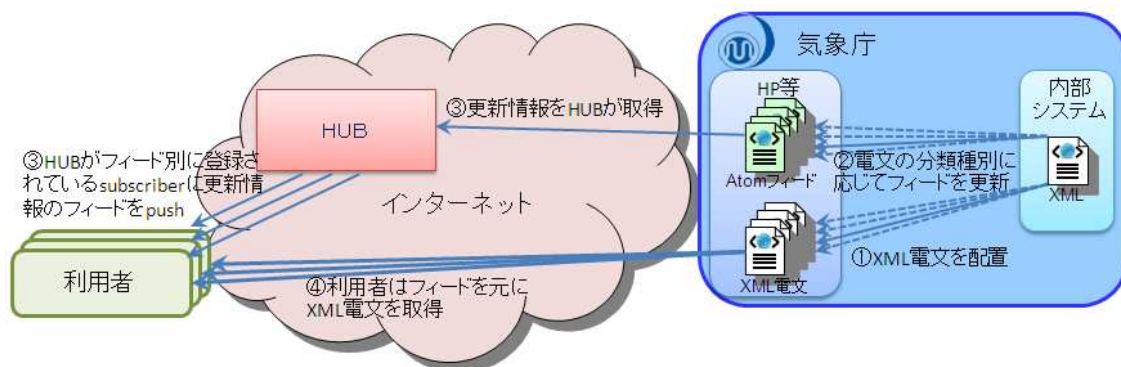 気象庁
HP等
内部
システム
③更新情報をHUBが取得
HUB
③HUBがフィード別に登録さ
れているsubscriberに更新情
報のフィードをpush
②電文の分類種別に
応じてフィードを更新
Atomフィード
XML
インターネット
利用者
①XML電文を配置
XML電文
④利用者はフィードを元に
XML電文を取得